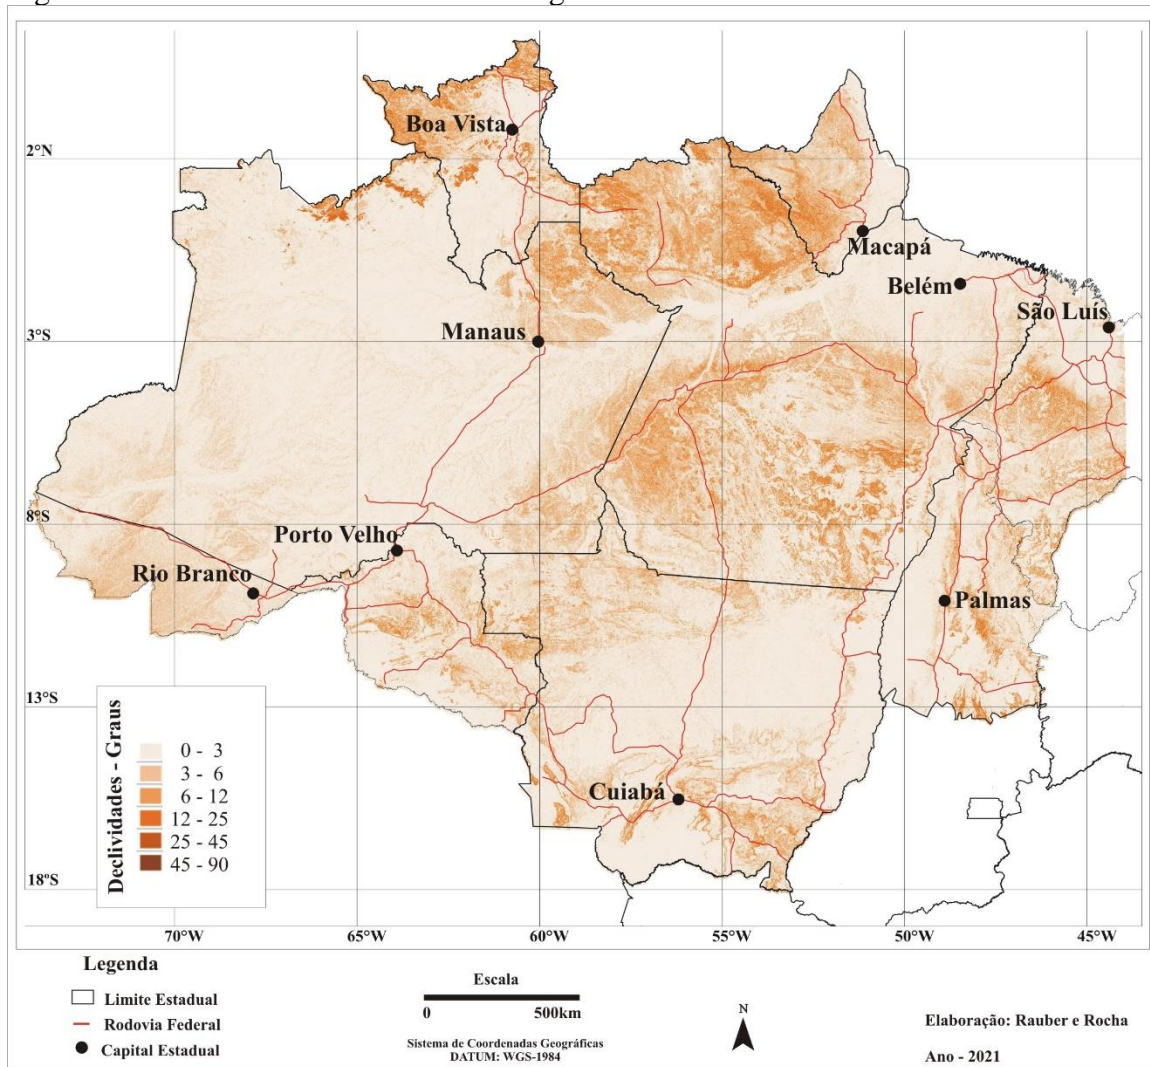 Boa Vista
2°N
Macapá
Belém
São Luís
Manaus
3°S
8°S
Porto Velho
Rio Branco
Palmas
13°S
Declividades - Graus
0 - 3
3 - 6
6 - 12
12 - 25
25 - 45
45 - 90
Cuiabá
18°S
70°W
65°W
60°W
55°W
50°W
45°W
Legenda
Limite Estadual
Rodovia Federal
Capital Estadual
Escala
0 500km
Sistema de Coordenadas Geográficas
DATUM: WGS-1984
N
Elaboração: Rauber e Rocha
Ano - 2021